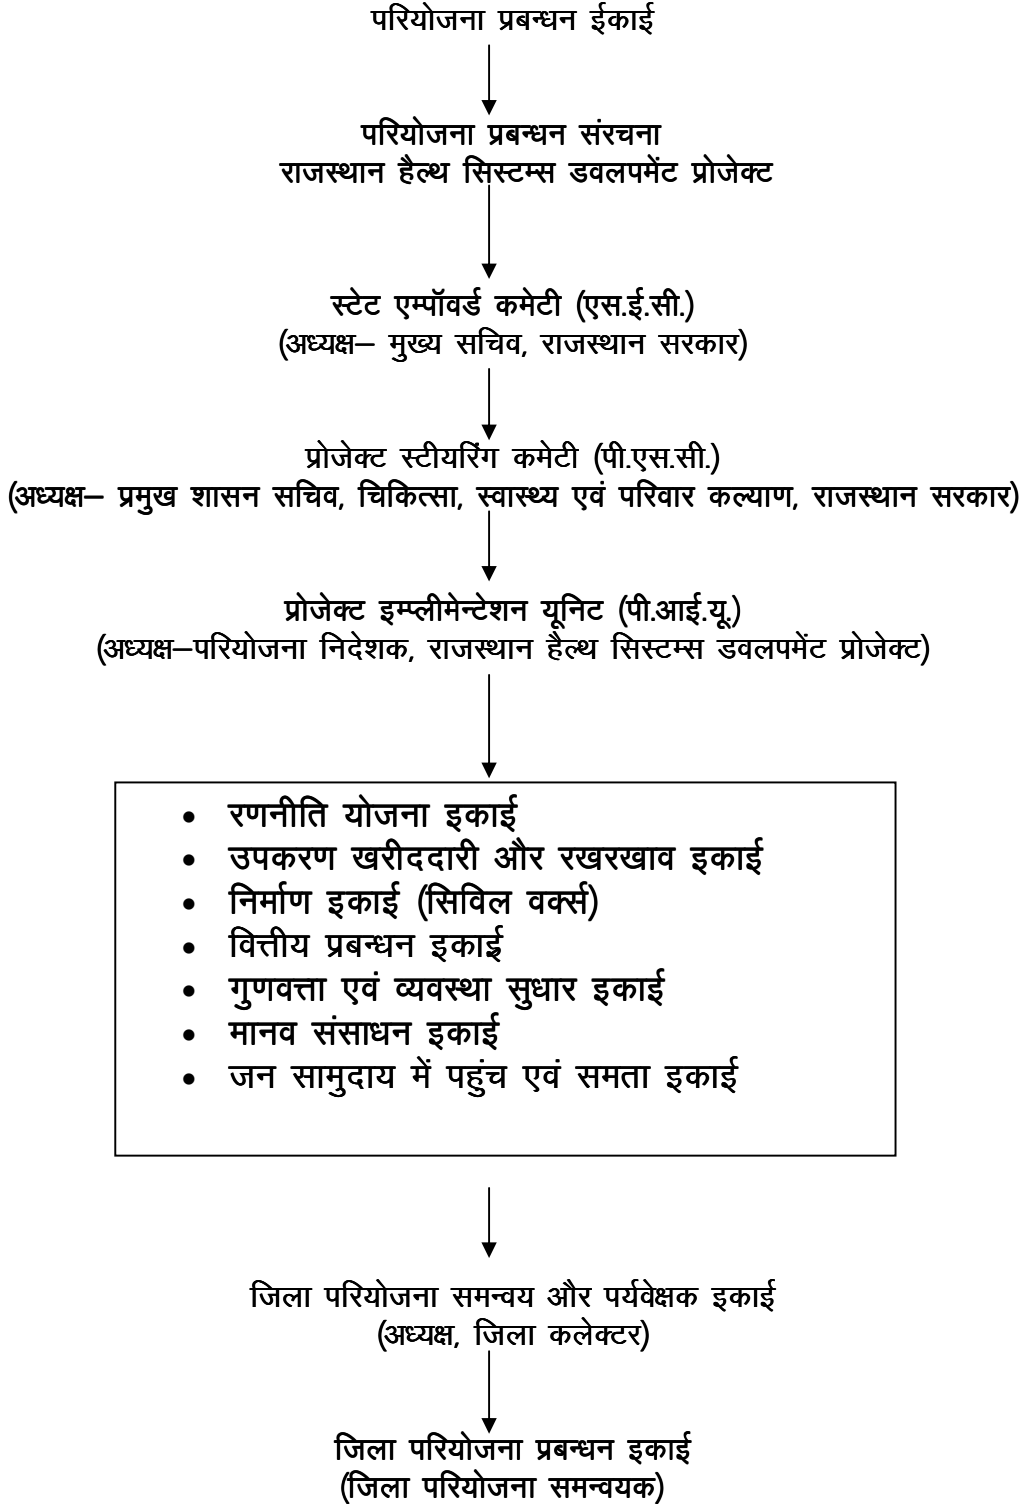 परियोजना प्रबन्धन ईकाई
परियोजना प्रबन्धन संरचना
राजस्थान हैल्थ सिस्टम्स डवलपमेंट प्रोजेक्ट
स्टेट एम्पॉवर्ड कमेटी (एस.ई.सी.)
(अध्यक्ष– मुख्य सचिव, राजस्थान सरकार)
प्रोजेक्ट स्टीयरिंग कमेटी (पी.एस.सी.)
(अध्यक्ष– प्रमुख शासन सचिव, चिकित्सा, स्वास्थ्य एवं परिवार कल्याण, राजस्थान सरकार)
प्रोजेक्ट इम्प्लीमेन्टेशन यूनिट (पी.आई.यू.)
(अध्यक्ष–परियोजना निदेशक, राजस्थान हैल्थ सिस्टम्स डवलपमेंट प्रोजेक्ट)
• रणनीति योजना इकाई
• उपकरण खरीददारी और रखरखाव इकाई
• निर्माण इकाई (सिविल वर्क्स)
• वित्तीय प्रबन्धन इकाई
• गुणवत्ता एवं व्यवस्था सुधार इकाई
• मानव संसाधन इकाई
• जन सामुदाय में पहुंच एवं समता इकाई
जिला परियोजना समन्वय और पर्यवेक्षक इकाई
(अध्यक्ष, जिला कलेक्टर)
जिला परियोजना प्रबन्धन इकाई
(जिला परियोजना समन्वयक)